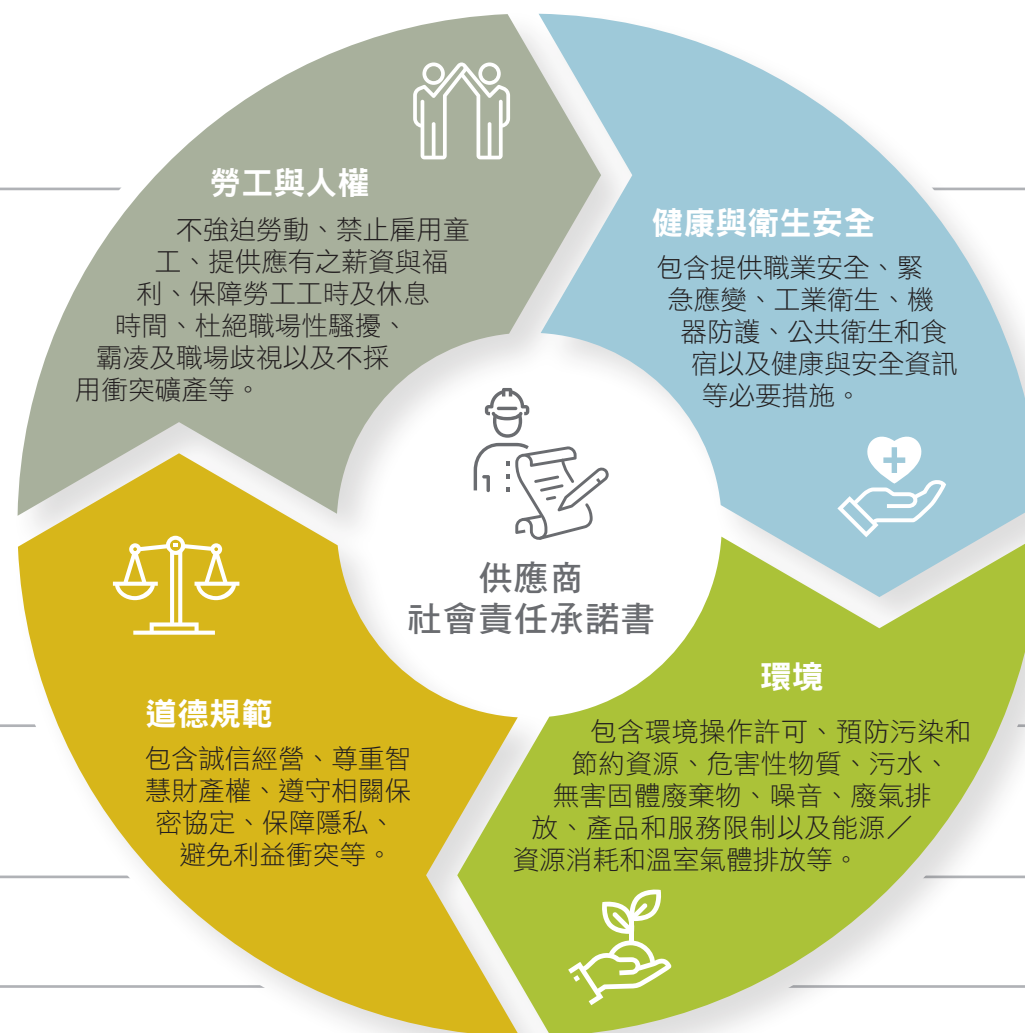 勞工與人權
不強迫勞動、禁止雇用童
工、提供應有之薪資與福
利、保障勞工工時及休息
時間、杜絕職場性騷擾、
霸凌及職場歧視以及不採
用衝突礦產等。
健康與衛生安全
包含提供職業安全、緊
急應變、工業衛生、機
器防護、公共衛生和食
宿以及健康與安全資訊
等必要措施。
供應商
社會責任承諾書
道德規範
包含誠信經營、尊重智
慧財產權、遵守相關保
密協定、保障隱私、
避免利益衝突等。
環境
包含環境操作許可、預防污染和
節約資源、危害性物質、污水、
無害固體廢棄物、噪音、廢氣排
放、產品和服務限制以及能源／
資源消耗和溫室氣體排放等。